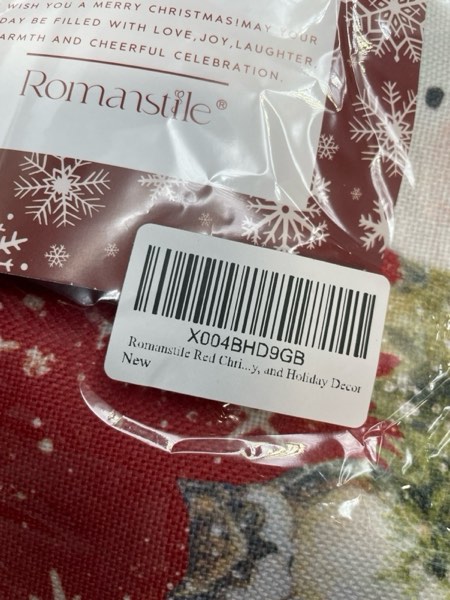 WISH YOU A MERRY CHRISTMAS!MAY YOUR
DAY BE FILLED WITH LOVE,JOY,LAUGHTER
ARMTH AND CHEERFUL CELEBRATION.
Romanstile®
X004BHD9GB
Romanstile Red Chri...y, and Holiday Decor
New